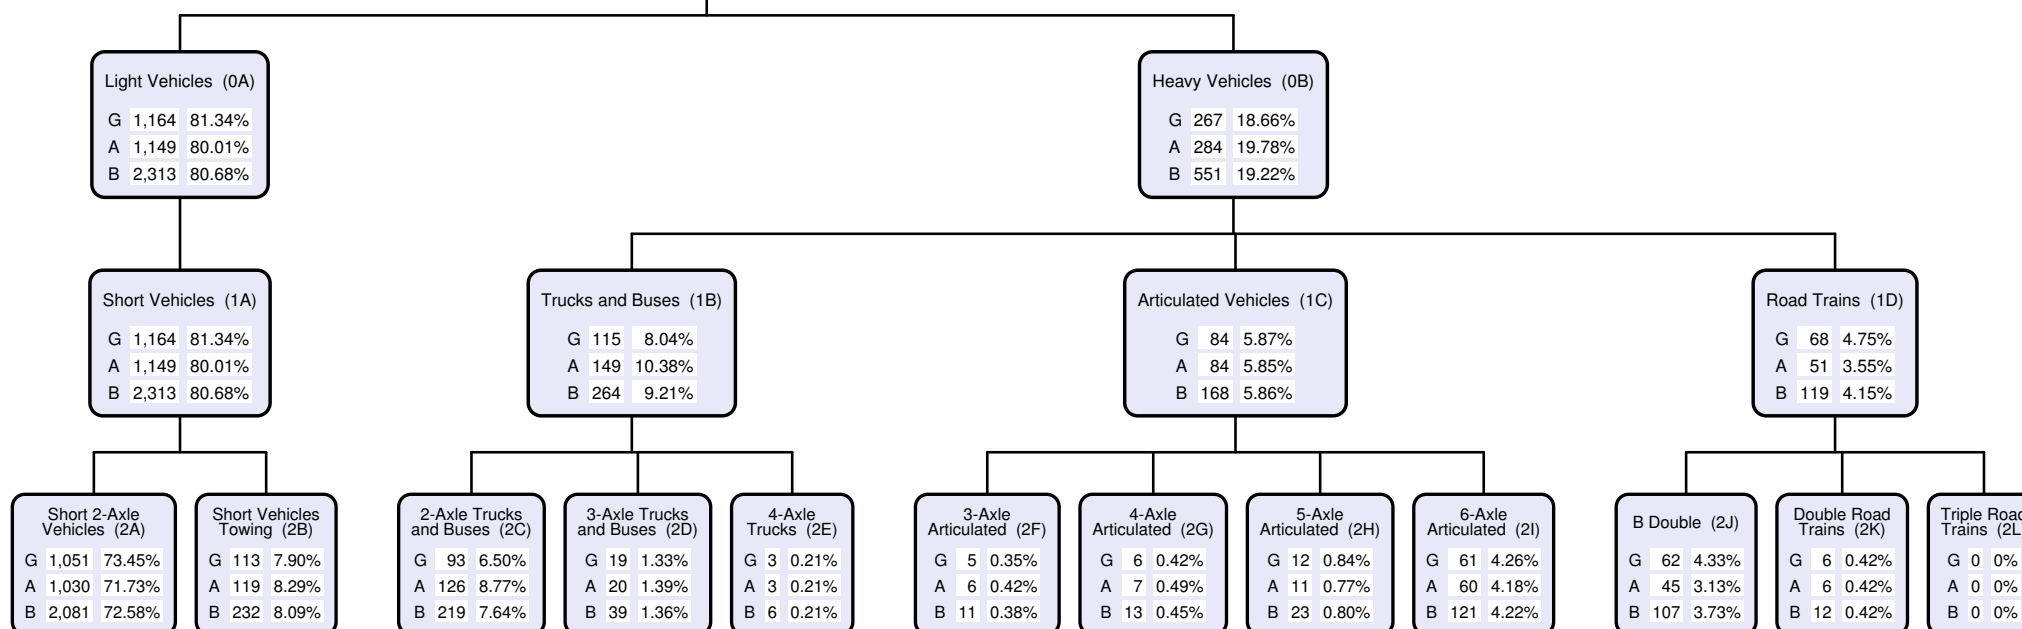 Light Vehicles (0A)
G 1,164 81.34%
A 1,149 80.01%
B 2,313 80.68%
Heavy Vehicles (0B)
G 267 18.66%
A 284 19.78%
B 551 19.22%
Short Vehicles (1A)
G 1,164 81.34%
A 1,149 80.01%
B 2,313 80.68%
Trucks and Buses (1B)
G 115 8.04%
A 149 10.38%
B 264 9.21%
Articulated Vehicles (1C)
G 84 5.87%
A 84 5.85%
B 168 5.86%
Road Trains (1D)
G 68 4.75%
A 51 3.55%
B 119 4.15%
Short 2-Axle
Vehicles (2A)
G 1,051 73.45%
A 1,030 71.73%
B 2,081 72.58%
Short Vehicles
Towing (2B)
G 113 7.90%
A 119 8.29%
B 232 8.09%
2-Axle Trucks
and Buses (2C)
G 93 6.50%
A 126 8.77%
B 219 7.64%
3-Axle Trucks
and Buses (2D)
G 19 1.33%
A 20 1.39%
B 39 1.36%
4-Axle
Trucks (2E)
G 3 0.21%
A 3 0.21%
B 6 0.21%
3-Axle
Articulated (2F)
G 5 0.35%
A 6 0.42%
B 11 0.38%
4-Axle
Articulated (2G)
G 6 0.42%
A 7 0.49%
B 13 0.45%
5-Axle
Articulated (2H)
G 12 0.84%
A 11 0.77%
B 23 0.80%
6-Axle
Articulated (2I)
G 61 4.26%
A 60 4.18%
B 121 4.22%
B Double (2J)
G 62 4.33%
A 45 3.13%
B 107 3.73%
Double Road
Trains (2K)
G 6 0.42%
A 6 0.42%
B 12 0.42%
Triple Road
Trains (2L
G 0 0%
A 0 0%
B 0 0%